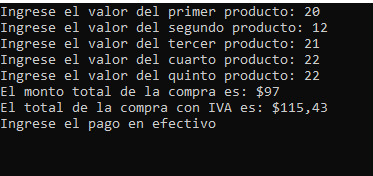 Ingrese el valor del primer producto: 20
Ingrese el valor del segundo producto: 12
Ingrese el valor del tercer producto: 21
Ingrese el valor del cuarto producto: 22
Ingrese el valor del quinto producto: 22
El monto total de la compra es: $97
El total de la compra con IVA es: $115,43
Ingrese el pago en efectivo